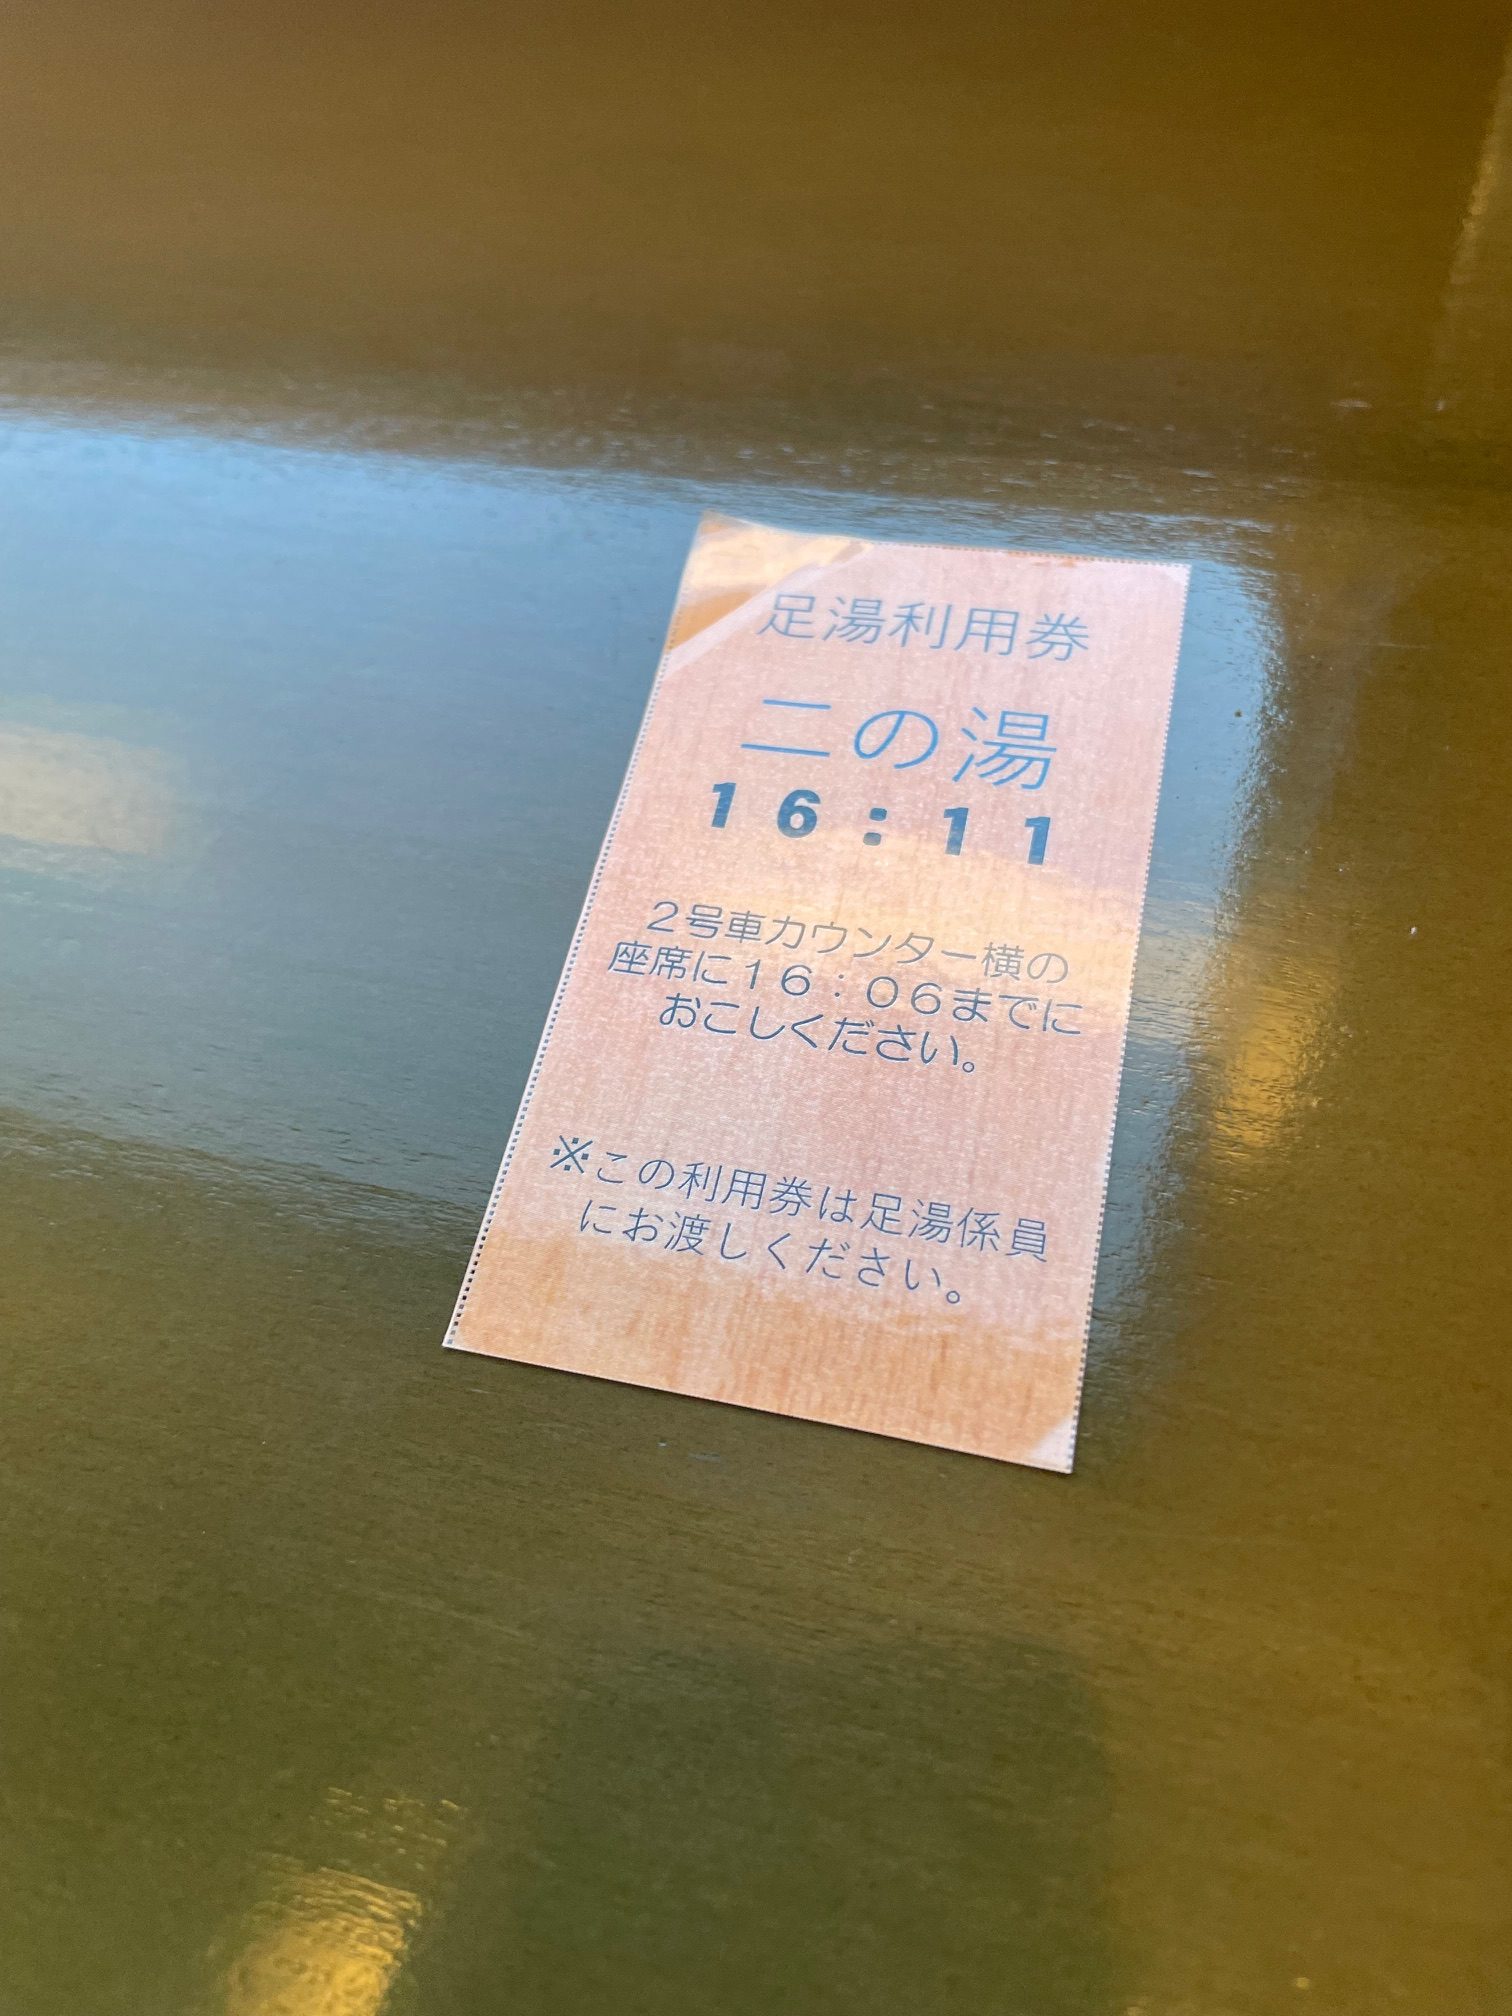 足湯利用券
二の湯
16:11
2号車カウンター横の
座席に16:06までに
おこしください。
※この利用券は足湯係員
にお渡しください。